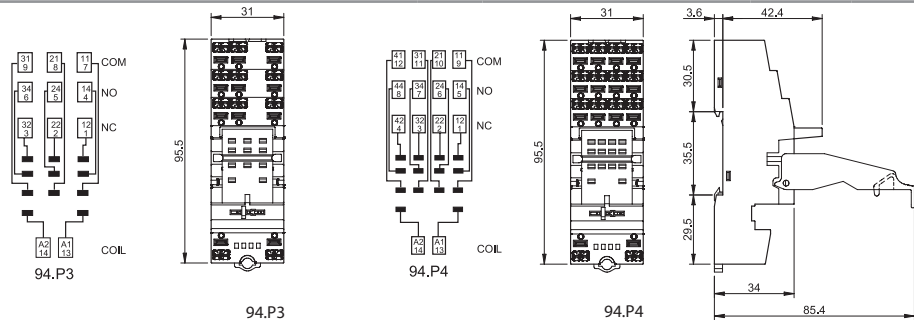 31 9 21 8 11 7 COM
34 6 24 5 14 4 NO
32 3 22 2 12 1 NC
A2 14 A1 13 COIL
94.P3
31
95.5
94.P3
41 12 31 11 21 10 11 9 COM
44 8 34 7 24 6 14 5 NO
42 4 32 3 22 2 12 1 NC
A2 14 A1 13 COIL
94.P4
31
95.5
94.P4
3.6 42.4
30.5
35.5
29.5
34
85.4